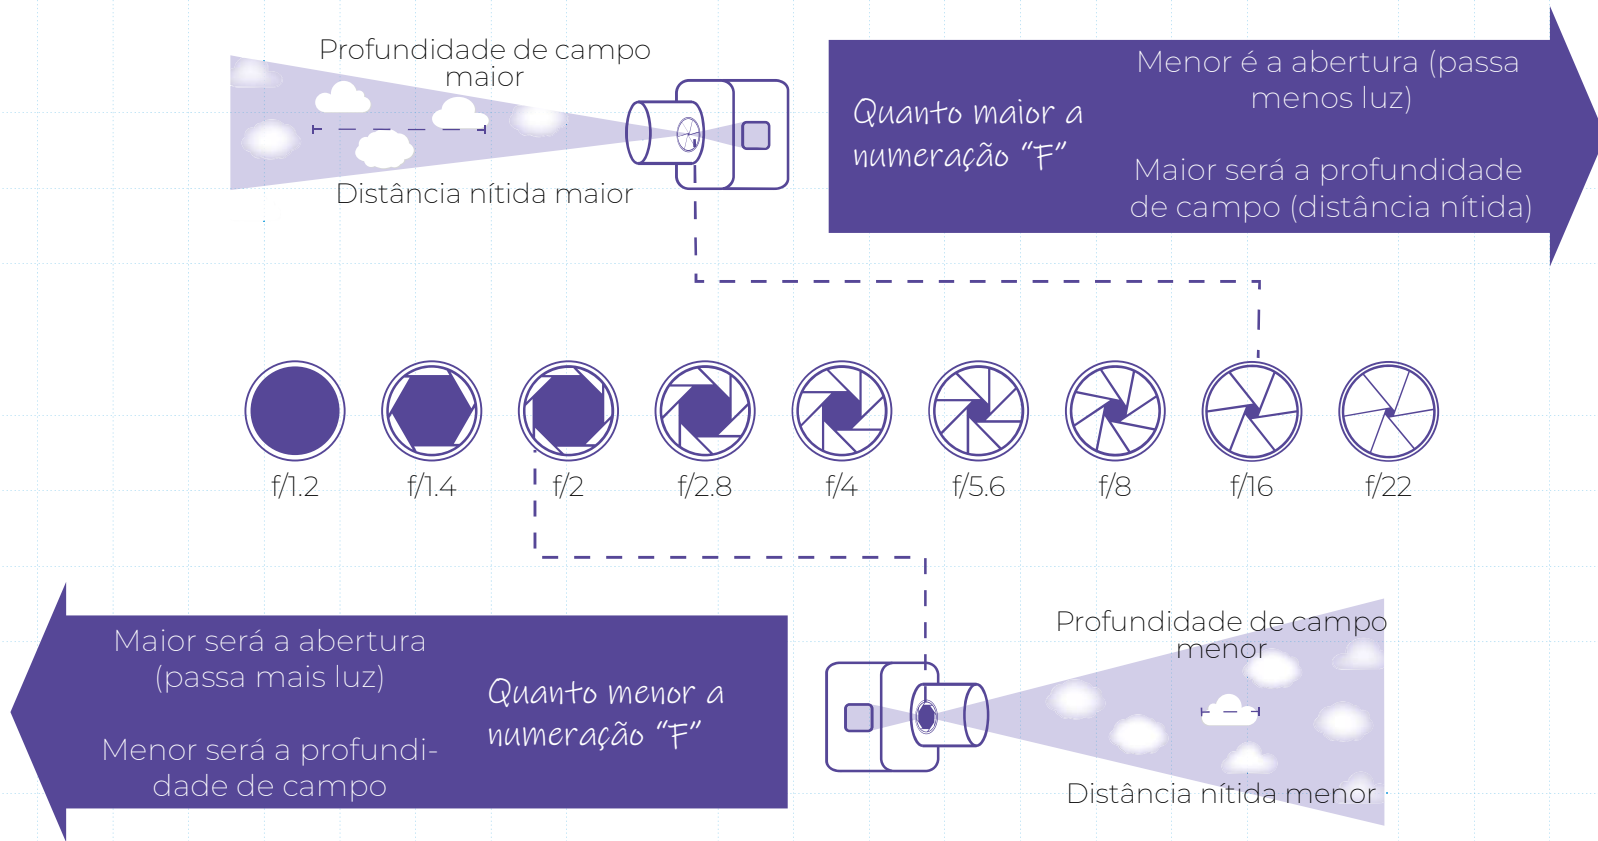 Profundidade de campo
maior
Distância nítida maior
Quanto maior a
numeração “F”
Menor é a abertura (passa
menos luz)
Maior será a profundidade
de campo (distância nítida)
f/1.2
f/1.4
f/2
f/2.8
f/4
f/5.6
f/8
f/16
f/22
Maior será a abertura
(passa mais luz)
Menor será a profundi-
dade de campo
Quanto menor a
numeração “F”
Profundidade de campo
menor
Distância nítida menor